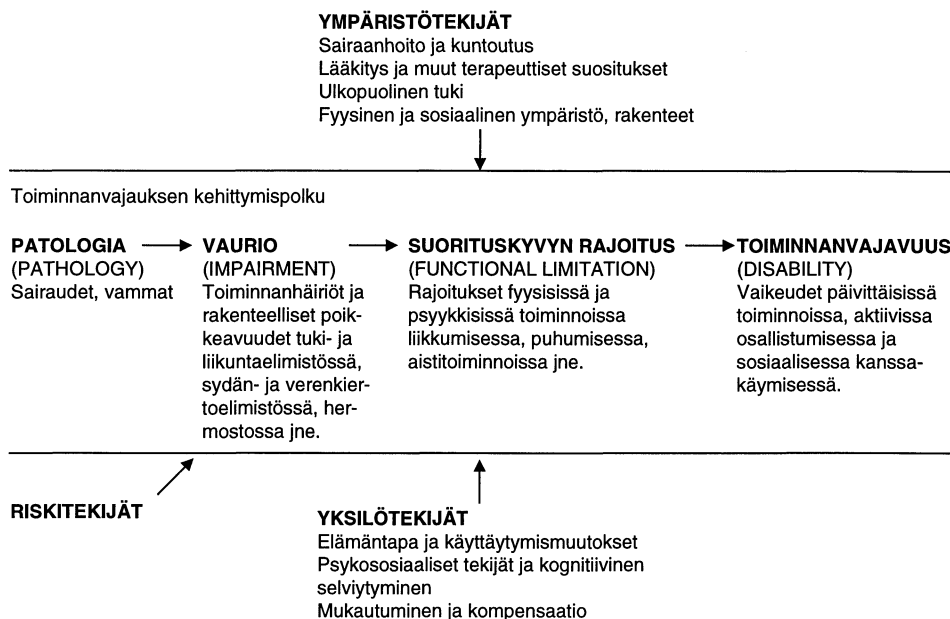 YMPÄRISTÖTEKIJÄT
Sairaanhoito ja kuntoutus
Lääkitys ja muut terapeuttiset suositukset
Ulkopuolinen tuki
Fyysinen ja sosiaalinen ympäristö, rakenteet
Toiminnanvajauksen kehittymispolku
PATOLOGIA
(PATHOLOGY)
Sairaudet, vammat
VAURIO
(IMPAIRMENT)
Toiminnanhäiriöt ja
rakenteelliset poik-
keavuudet tuki- ja
liikuntaelimistössä,
sydän- ja verenkier-
toelimistössä, her-
mostossa jne.
SUORITUSKYVYN RAJOITUS
(FUNCTIONAL LIMITATION)
Rajoitukset fyysisissä ja
psyykkisissä toiminnoissa
liikkumisessa, puhumisessa,
aistitoiminnoissa jne.
TOIMINNANVAJAVUUS
(DISABILITY)
Vaikeudet päivittäisissä
toiminnoissa, aktiivissa
osallistumisessa ja
sosiaalisessa kanssa-
käymisessä.
RISKITEKIJÄT
YKSILÖTEKIJÄT
Elämäntapa ja käyttäytymismuutokset
Psykososiaaliset tekijät ja kognitiivinen
selviytyminen
Mukautuminen ja kompensaatio